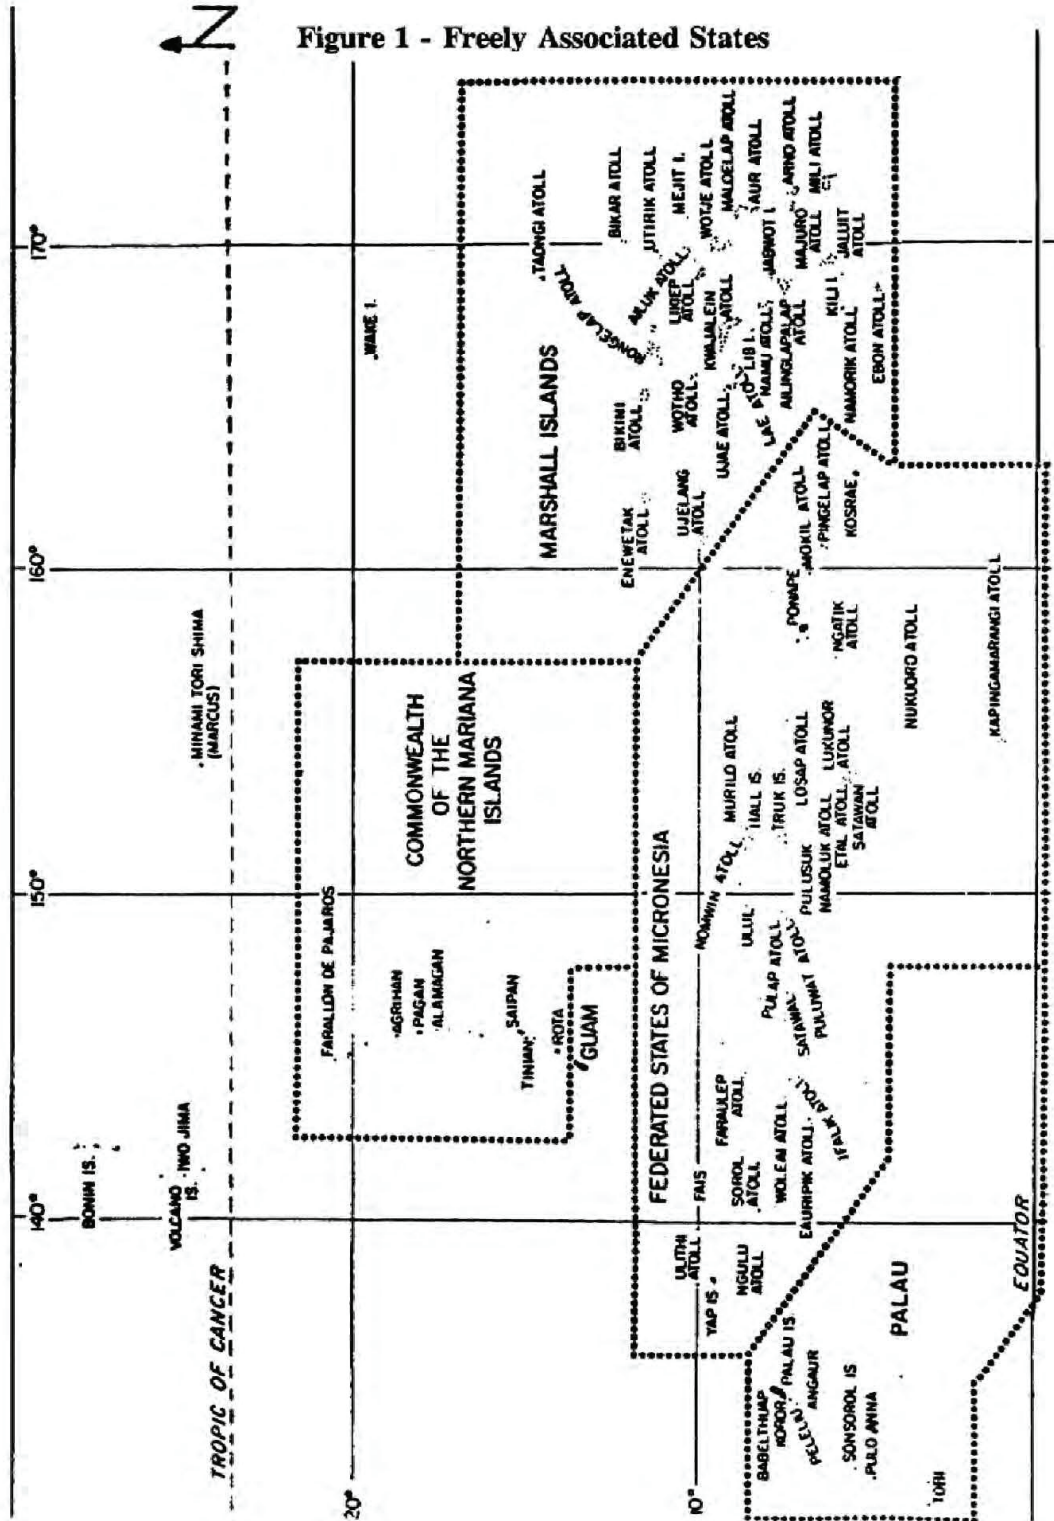 Figure 1 - Freely Associated States
N
140°
150°
160°
170°
BONIN IS.
VOLCANO
IS.
IWO JIMA
MINAMI TORI SHIMA
(MARCUS)
TROPIC OF CANCER
20°
WAKE I.
FARALLON DE PAJAROS
AGRIHAN
PAGAN
ALAMAGAN
SAIPAN
TINIAN
ROTA
GUAM
COMMONWEALTH
OF THE
NORTHERN MARIANA
ISLANDS
MARSHALL ISLANDS
TAONGI ATOLL
BIKAR ATOLL
UTIRIK ATOLL
MEJIT I.
RONGELAP ATOLL
AILUK ATOLL
BIKINI
ATOLL
ENEWETAK
ATOLL
LIKIEP
ATOLL
WOTJE ATOLL
MALOELAP ATOLL
WOTHO
ATOLL
KWAJALEIN
ATOLL
UJELANG
ATOLL
UJAE ATOLL
LAE ATOLL
LIB I.
AUR ATOLL
NAMU ATOLL
JABWOT I.
AILINGLAPALAP
ATOLL
MAJURO
ATOLL
ARNO ATOLL
MILI ATOLL
JALUIT
ATOLL
KILI I.
NAMORIK ATOLL
EBON ATOLL
10°
FEDERATED STATES OF MICRONESIA
ULITHI
ATOLL
FAIS
YAP IS.
NGULU
ATOLL
SOROL
ATOLL
FARAULEP
ATOLL
WOLEAI ATOLL
EAURIPIK ATOLL
IFALIK ATOLL
NOMWIN ATOLL
MURILO ATOLL
HALL IS.
ULUL
TRUK IS.
PULAP ATOLL
SATAWAL
PULUWAT ATOLL
PULUSUK
LOSAP ATOLL
NAMOLUK ATOLL
ETAL ATOLL
LUKUNOR
ATOLL
SATAWAN
ATOLL
PONAPE
MOKIL ATOLL
PINGELAP ATOLL
KOSRAE
NGATIK
ATOLL
NUKUORO ATOLL
KAPINGAMARANGI ATOLL
BABELTHUAP
KOROR
PALAU IS.
PELELIU
ANGAUR
SONSOROL IS
PULO ANNA
TOBI
PALAU
EQUATOR